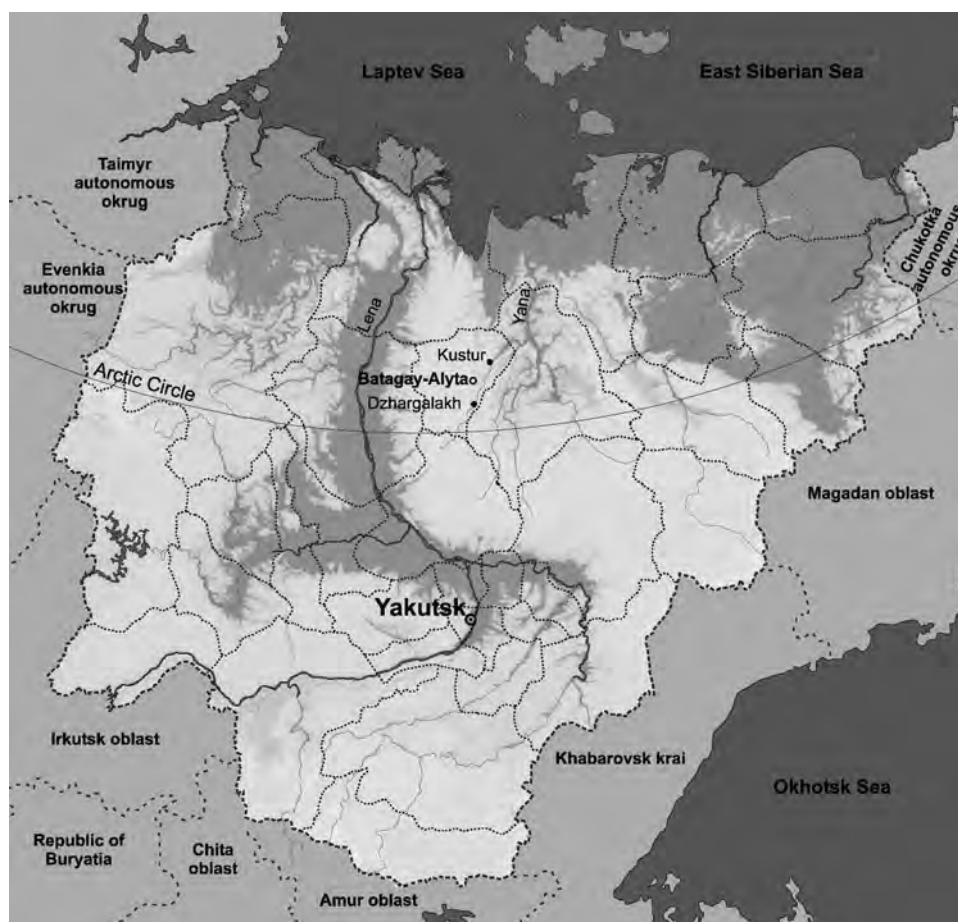 Laptev Sea
East Siberian Sea
Taimyr
autonomous
okrug
Chukotka
autonomous
okrug
Evenkia
autonomous
okrug
Lena
Yana
Kustur
Batagay-Alyta
Dzhargalakh
Arctic Circle
Magadan oblast
Yakutsk
Irkutsk oblast
Khabarovsk krai
Okhotsk Sea
Republic of
Buryatia
Chita
oblast
Amur oblast